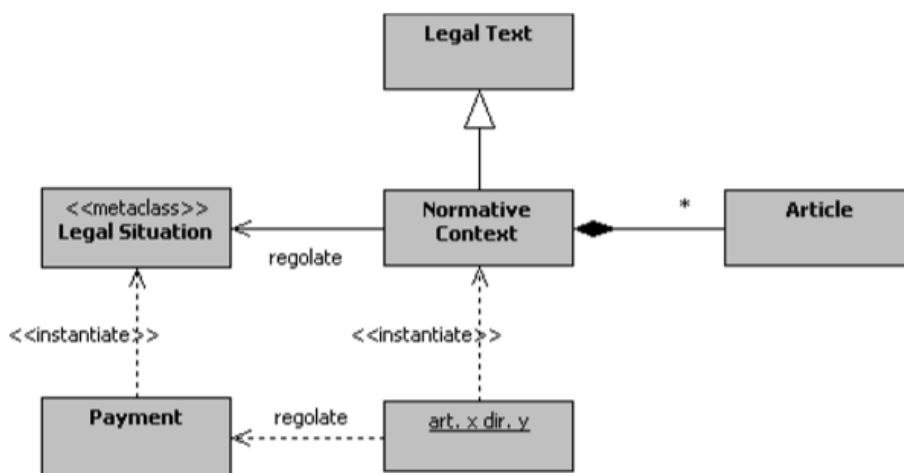 Legal Text
<<metaclass>>
Legal Situation
regolate
Normative
Context
*
Article
<<instantiate>>
<<instantiate>>
Payment
regolate
art. x dir. y